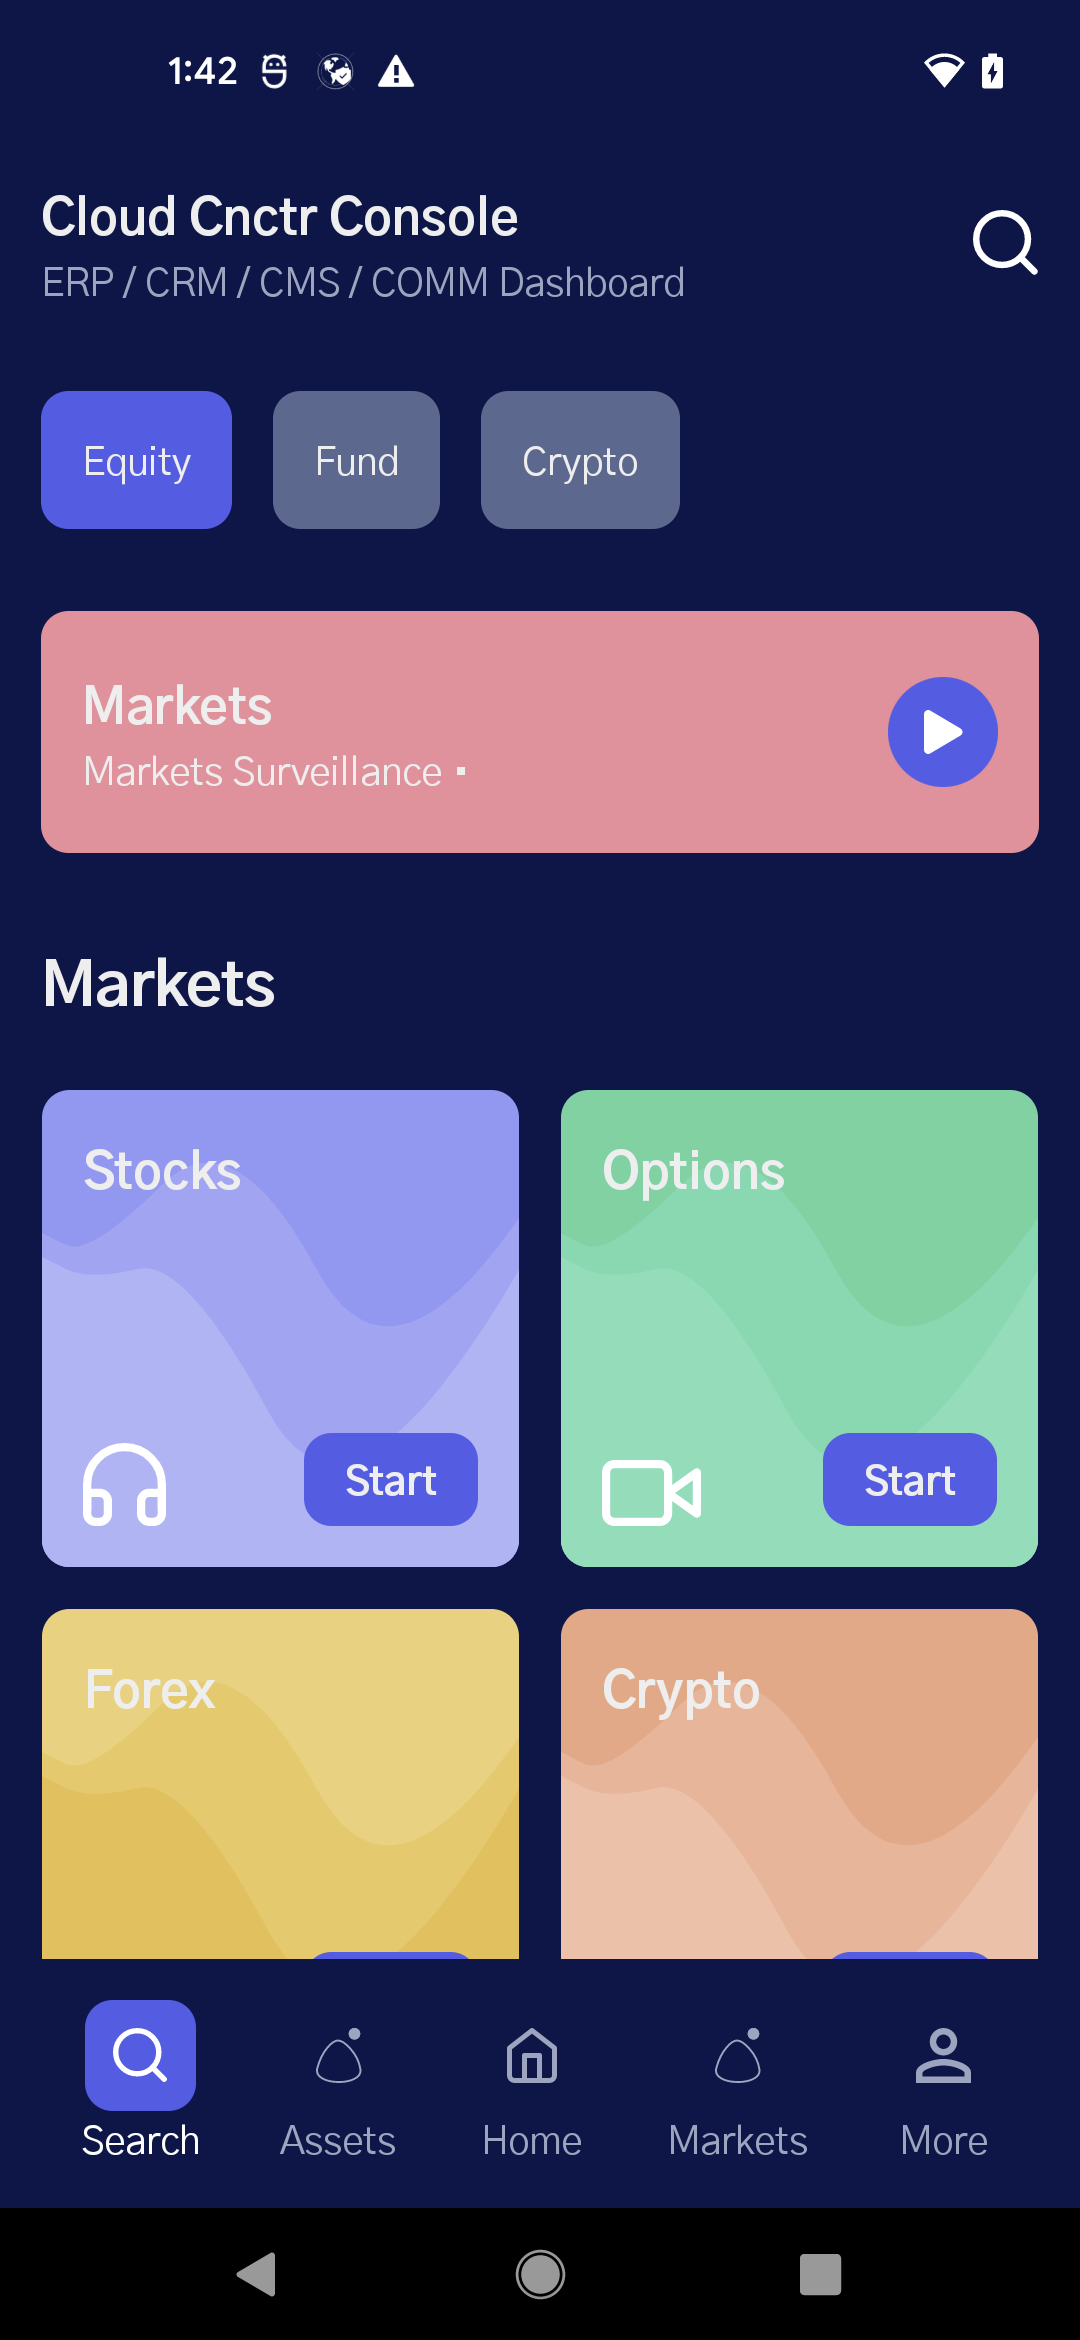 1:42
Cloud Cnctr Console
ERP / CRM / CMS / COMM Dashboard
Equity
Fund
Crypto
Markets
Markets Surveillance ▪
Markets
Stocks
Options
Start
Start
Forex
Crypto
Search
Assets
Home
Markets
More